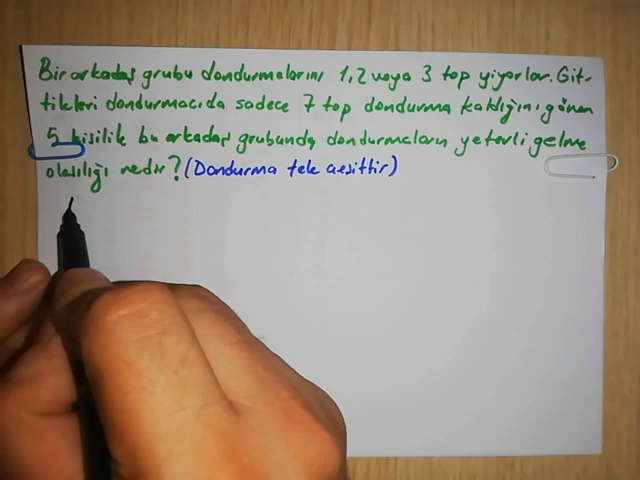 Bir arkadaş grubu dondurmalarını 1,2 veya 3 top yiyorlar. Git-
tikleri dondurmacıda sadece 7 top dondurma kaldığını gören
5 kişilik bu arkadaş grubunda dondurmaların yeterli gelme
olasılığı nedir? (Dondurma tek çeşittir)